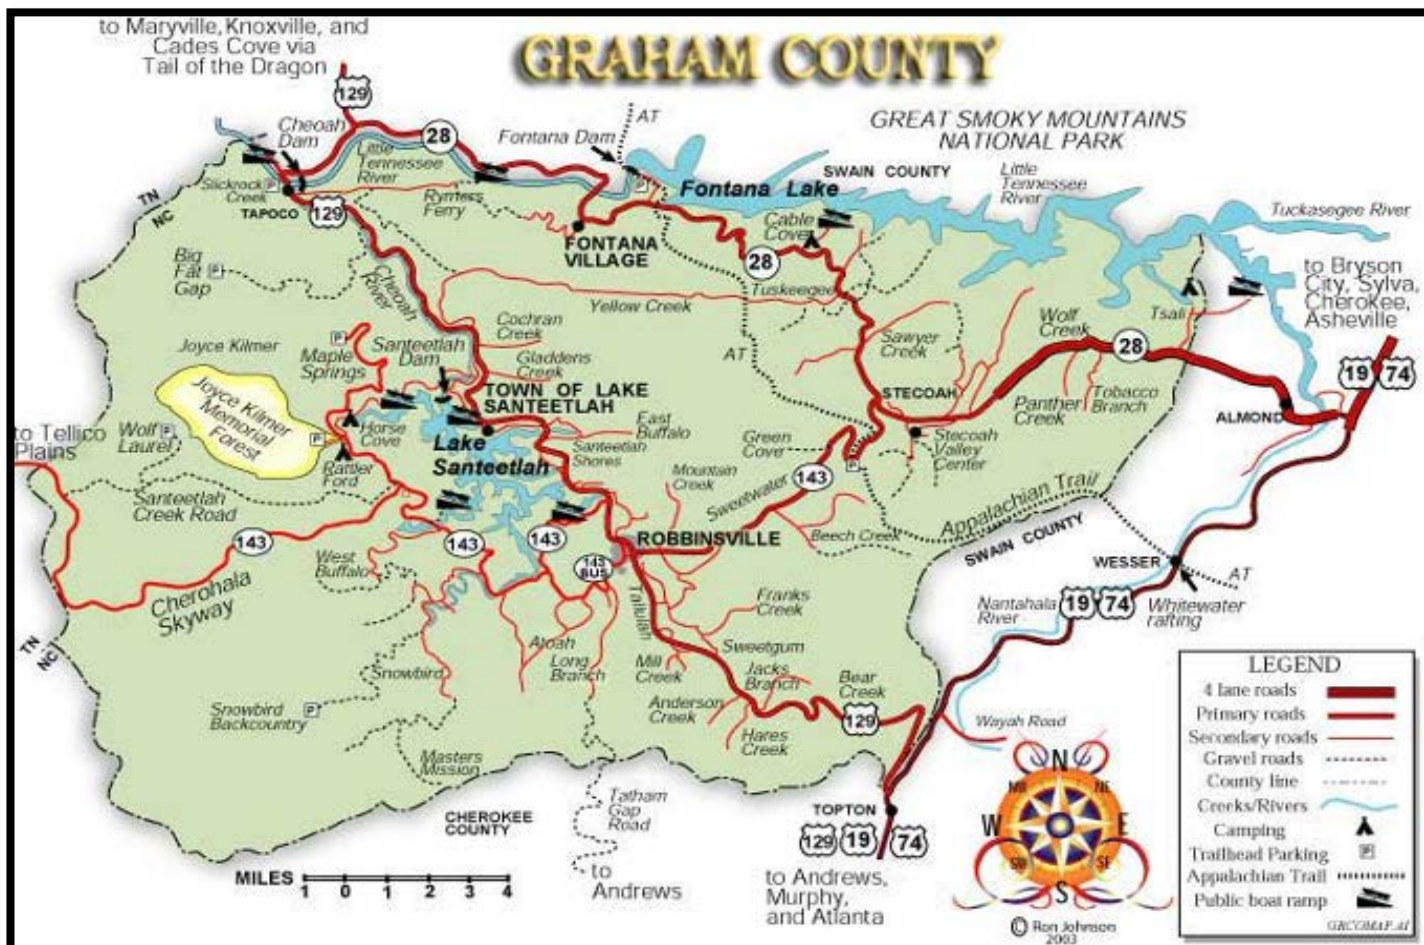 to Maryville, Knoxville, and
Cades Cove via
Tail of the Dragon
GRAHAM COUNTY
129
28
AT
Fontana Dam
GREAT SMOKY MOUNTAINS
NATIONAL PARK
Cheoah
Dam
Little
Tennessee
River
SWAIN COUNTY
Little
Tennessee
River
Fontana Lake
Slickrock
Creek
P
TN
NC
TAPOCO
129
Rymers
Ferry
P
Cable
Cove
Tuckasegee River
FONTANA
VILLAGE
28
Big
Fat
Gap
P
Cheoah
River
Tuskeegee
to Bryson
City, Sylva,
Cherokee,
Asheville
Yellow Creek
Tsali
Cochran
Creek
Wolf
Creek
Sawyer
Creek
28
P
Santeetlah
Dam
Joyce Kilmer
Maple
Springs
Gladdens
Creek
AT
19
74
Joyce Kilmer
Memorial
Forest
TOWN OF LAKE
SANTEETLAH
STECOAH
Tobacco
Branch
Panther
Creek
ALMOND
to Tellico
Plains
Wolf
Laurel
P
P
Horse
Cove
East
Buffalo
Lake
Santeetlah
Santeetlah
Shores
Green
Cove
Stecoah
Valley
Center
Rattler
Ford
Mountain
Creek
P
143
Sweetwater
Santeetlah
Creek Road
Appalachian Trail
143
143
143
ROBBINSVILLE
Beech Creek
SWAIN COUNTY
West
Buffalo
143
BUS
WESSER
AT
Cherohala
Skyway
Tallulah
Franks
Creek
Nantahala
River
19
74
Whitewater
rafting
TN
NC
Atoah
Sweetgum
Snowbird
Long
Branch
Mill
Creek
Jacks
Branch
Bear
Creek
Snowbird
Backcountry
P
Anderson
Creek
129
Wayah Road
Hares
Creek
Masters
Mission
CHEROKEE
COUNTY
Tatham
Gap
Road
TOPTON
129
19
74
to
Andrews
to Andrews,
Murphy,
and Atlanta
MILES
1 0 1 2 3 4
N
NE
E
SE
S
SW
W
© Ron Johnson
2003
LEGEND
4 lane roads
Primary roads
Secondary roads
Gravel roads
County line
Creeks/Rivers
Camping
Trailhead Parking P
Appalachian Trail
Public boat ramp
GRCOMAP.AI